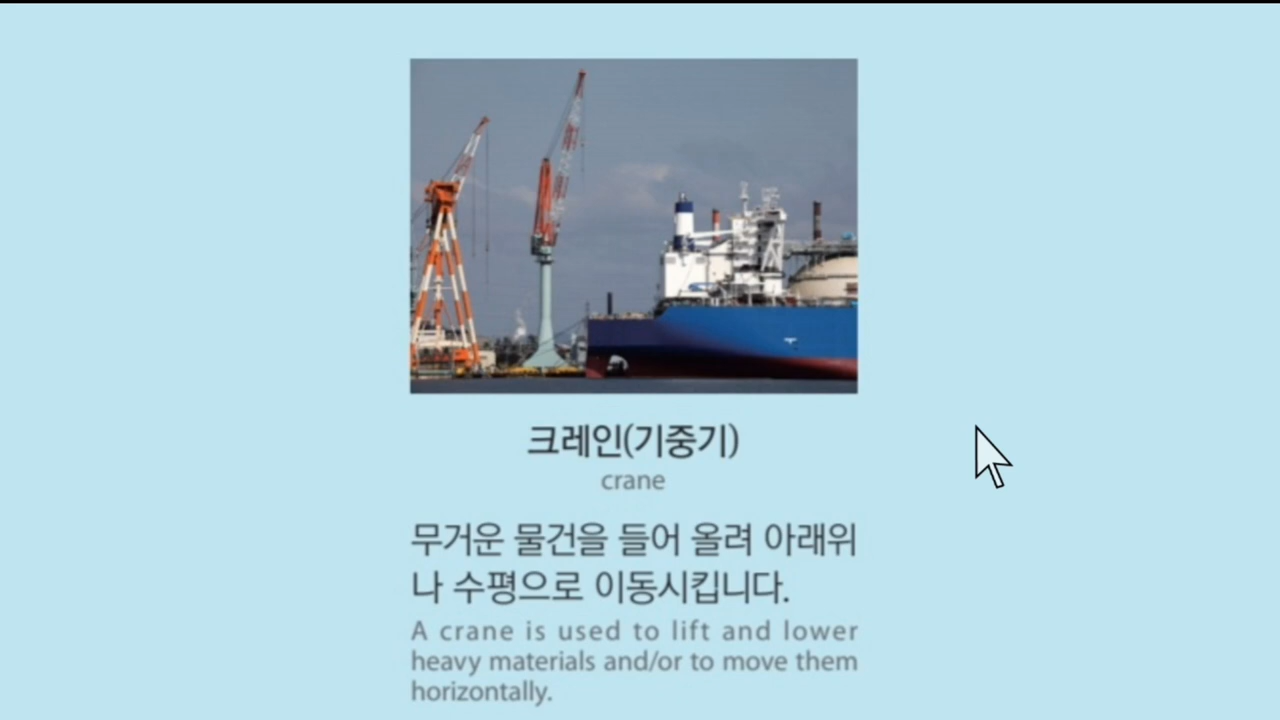 크레인(기중기)
crane
무거운 물건을 들어 올려 아래위
나 수평으로 이동시킵니다.
A crane is used to lift and lower
heavy materials and/or to move them
horizontally.